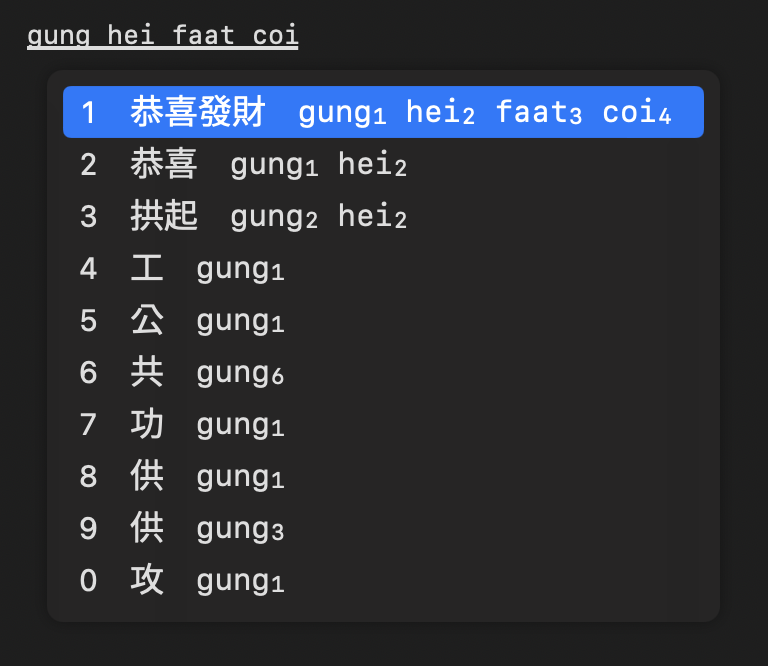 gung hei faat coi
1 恭喜發財 gung1 hei2 faat3 coi4
2 恭喜 gung1 hei2
3 拱起 gung2 hei2
4 工 gung1
5 公 gung1
6 共 gung6
7 功 gung1
8 供 gung1
9 供 gung3
0 攻 gung1